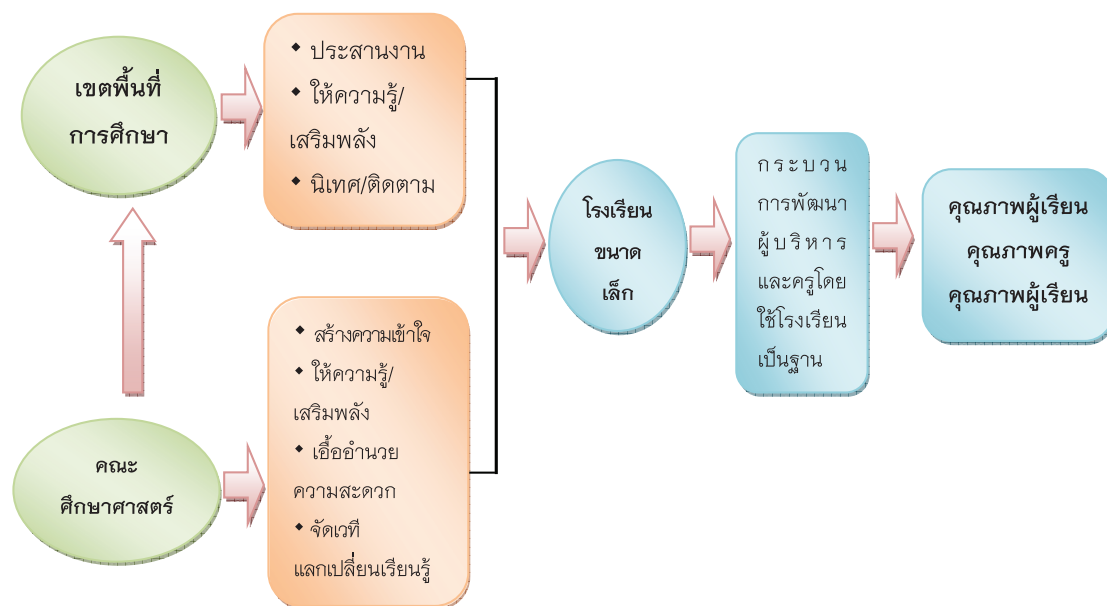 เขตพื้นที่
การศึกษา
◆ ประสานงาน
◆ ให้ความรู้/
เสริมพลัง
◆ นิเทศ/ติดตาม
คณะ
ศึกษาศาสตร์
◆ สร้างความเข้าใจ
◆ ให้ความรู้/
เสริมพลัง
◆ เอื้ออำนวย
ความสะดวก
◆ จัดเวที
แลกเปลี่ยนเรียนรู้
โรงเรียน
ขนาด
เล็ก
กระบวน
การพัฒนา
ผู้บริหาร
และครูโดย
ใช้โรงเรียน
เป็นฐาน
คุณภาพผู้เรียน
คุณภาพครู
คุณภาพผู้เรียน